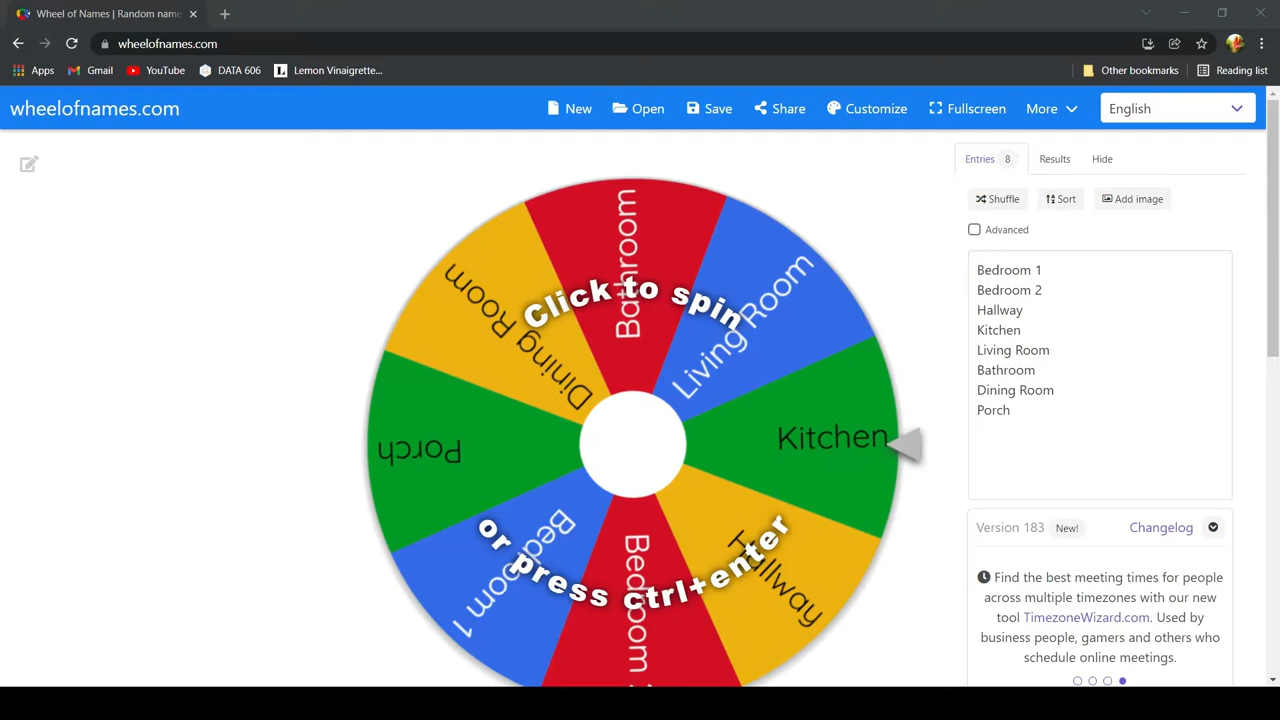 Wheel of Names | Random name
wheelofnames.com
Apps
Gmail
YouTube
DATA 606
L
Lemon Vinaigrette...
Other bookmarks
Reading list
wheelofnames.com
New
Open
Save
Share
Customize
Fullscreen
More
English
Entries 8
Results
Hide
Shuffle
Sort
Add image
Advanced
Bedroom 1
Bedroom 2
Hallway
Kitchen
Living Room
Bathroom
Dining Room
Porch
Bathroom
Living Room
Kitchen
Hallway
Bedroom 2
Bedroom 1
Porch
Dining Room
Click to spin
or press ctrl+enter
Version 183
New!
Changelog
Find the best meeting times for people
across multiple timezones with our new
tool TimezoneWizard.com. Used by
business people, gamers and others who
schedule online meetings.